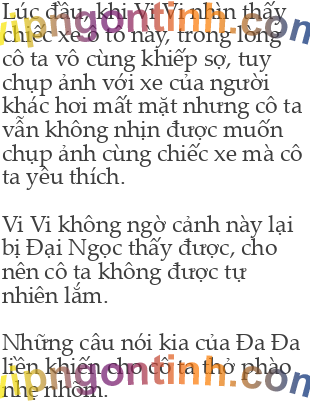 Lúc đầu, khi Vi Vi nhìn thấy
chiếc xe ô tô này, trong lòng
cô ta vô cùng khiếp sợ, tuy
chụp ảnh với xe của người
khác hơi mất mặt nhưng cô ta
vẫn không nhịn được muốn
chụp ảnh cùng chiếc xe mà cô
ta yêu thích.
Vi Vi không ngờ cảnh này lại
bị Đại Ngọc thấy được, cho
nên cô ta không được tự
nhiên lắm.
Những câu nói kia của Đa Đa
liền khiến cho cô ta thở phào
nhẹ nhõm.
vipngontinh.com
vipngontinh.com